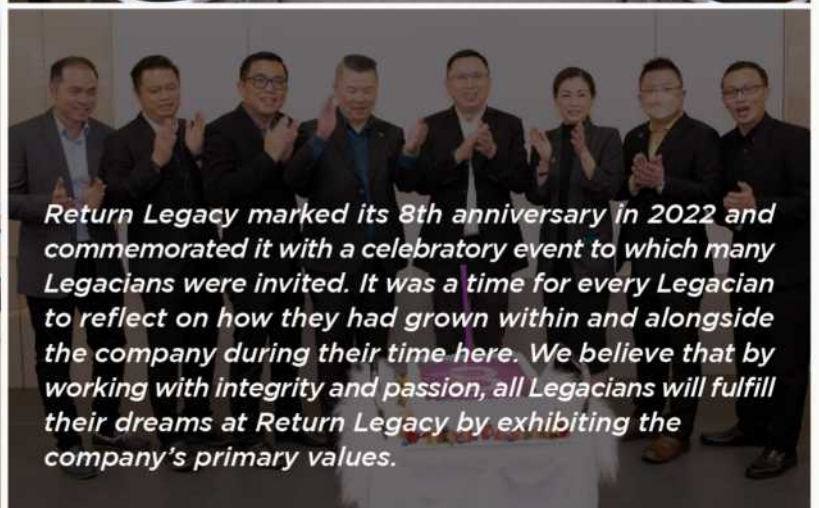 Return Legacy marked its 8th anniversary in 2022 and
commemorated it with a celebratory event to which many
Legacians were invited. It was a time for every Legacian
to reflect on how they had grown within and alongside
the company during their time here. We believe that by
working with integrity and passion, all Legacians will fulfill
their dreams at Return Legacy by exhibiting the
company's primary values.